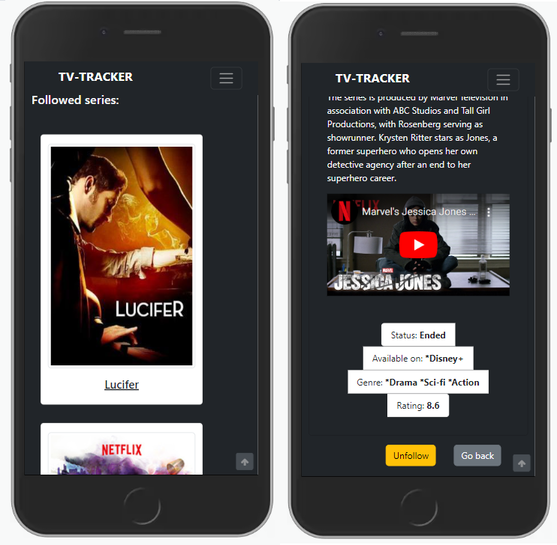 TV-TRACKER
Followed series:
LUCIFER
Lucifer
NETFLIX
TV-TRACKER
The series is produced by Marvel Television in
association with ABC Studios and Tall Girl
Productions, with Rosenberg serving as
showrunner. Krysten Ritter stars as Jones, a
former superhero who opens her own
detective agency after an end to her
superhero career.
NETFLIX
N
Marvel's Jessica Jones ...
MARVEL
JESSICA JONES
Status: Ended
Available on: *Disney+
Genre: *Drama *Sci-fi *Action
Rating: 8.6
Unfollow
Go back